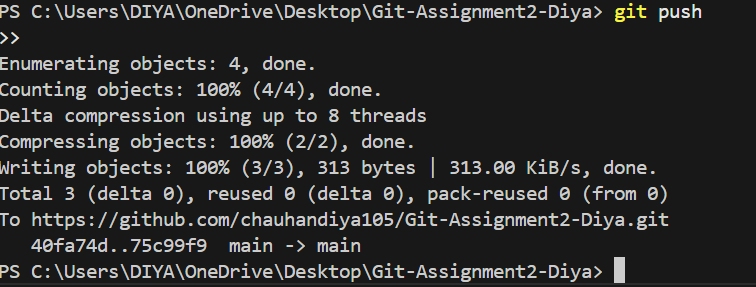 PS C:\Users\DIYA\OneDrive\Desktop\Git-Assignment2-Diya> git push
>>
Enumerating objects: 4, done.
Counting objects: 100% (4/4), done.
Delta compression using up to 8 threads
Compressing objects: 100% (2/2), done.
Writing objects: 100% (3/3), 313 bytes | 313.00 KiB/s, done.
Total 3 (delta 0), reused 0 (delta 0), pack-reused 0 (from 0)
To https://github.com/chauhandiya105/Git-Assignment2-Diya.git
   40fa74d..75c99f9  main -> main
PS C:\Users\DIYA\OneDrive\Desktop\Git-Assignment2-Diya>